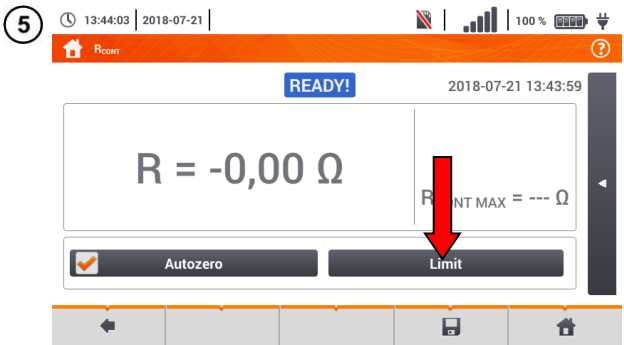 5
13:44:03 2018-07-21 100 %
RCONT ?
READY! 2018-07-21 13:43:59
R = -0,00 Ω
NT MAX = --- Ω
Autozero Limit